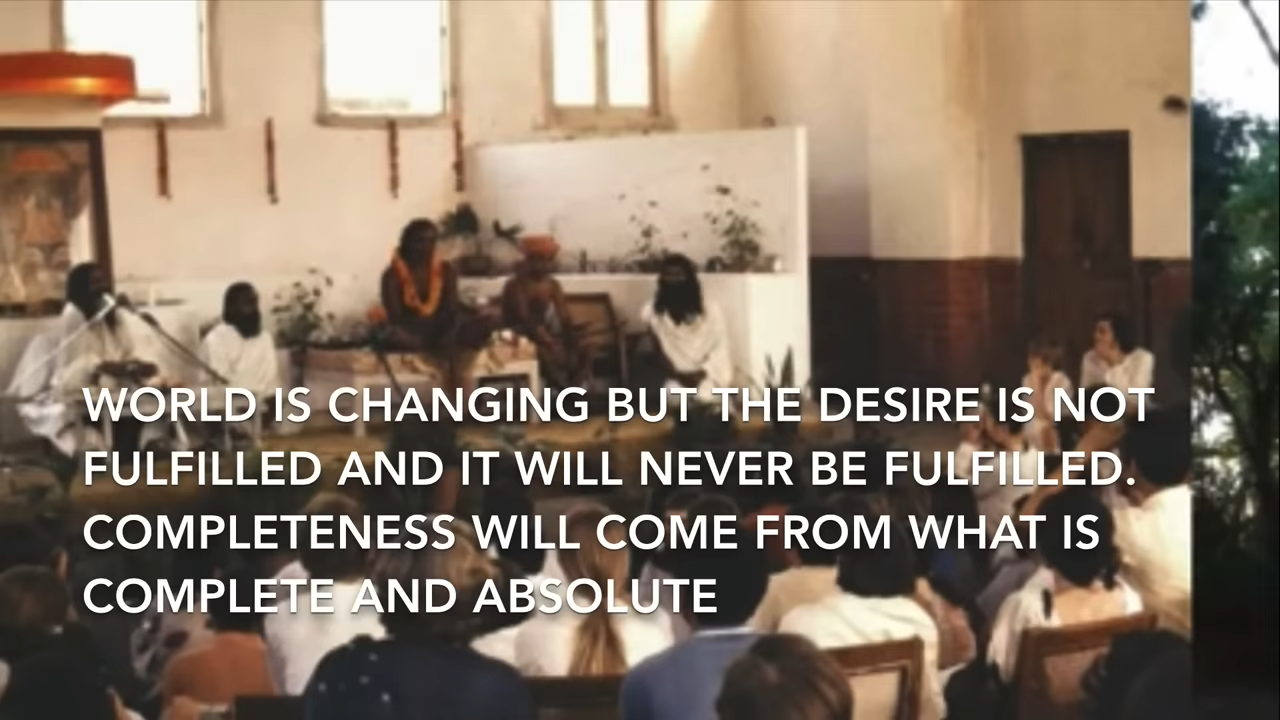 WORLD IS CHANGING BUT THE DESIRE IS NOT
FULFILLED AND IT WILL NEVER BE FULFILLED.
COMPLETENESS WILL COME FROM WHAT IS
COMPLETE AND ABSOLUTE